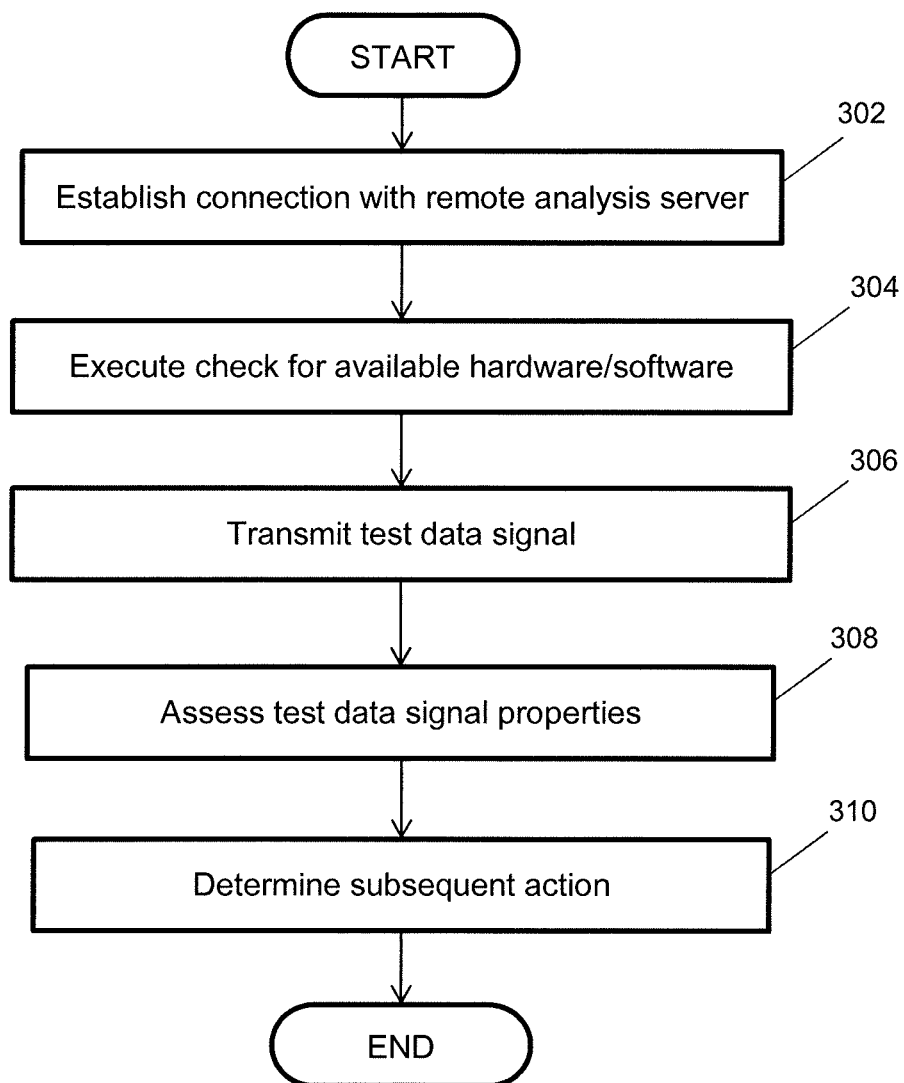 START
302
Establish connection with remote analysis server
304
Execute check for available hardware/software
306
Transmit test data signal
308
Assess test data signal properties
310
Determine subsequent action
END